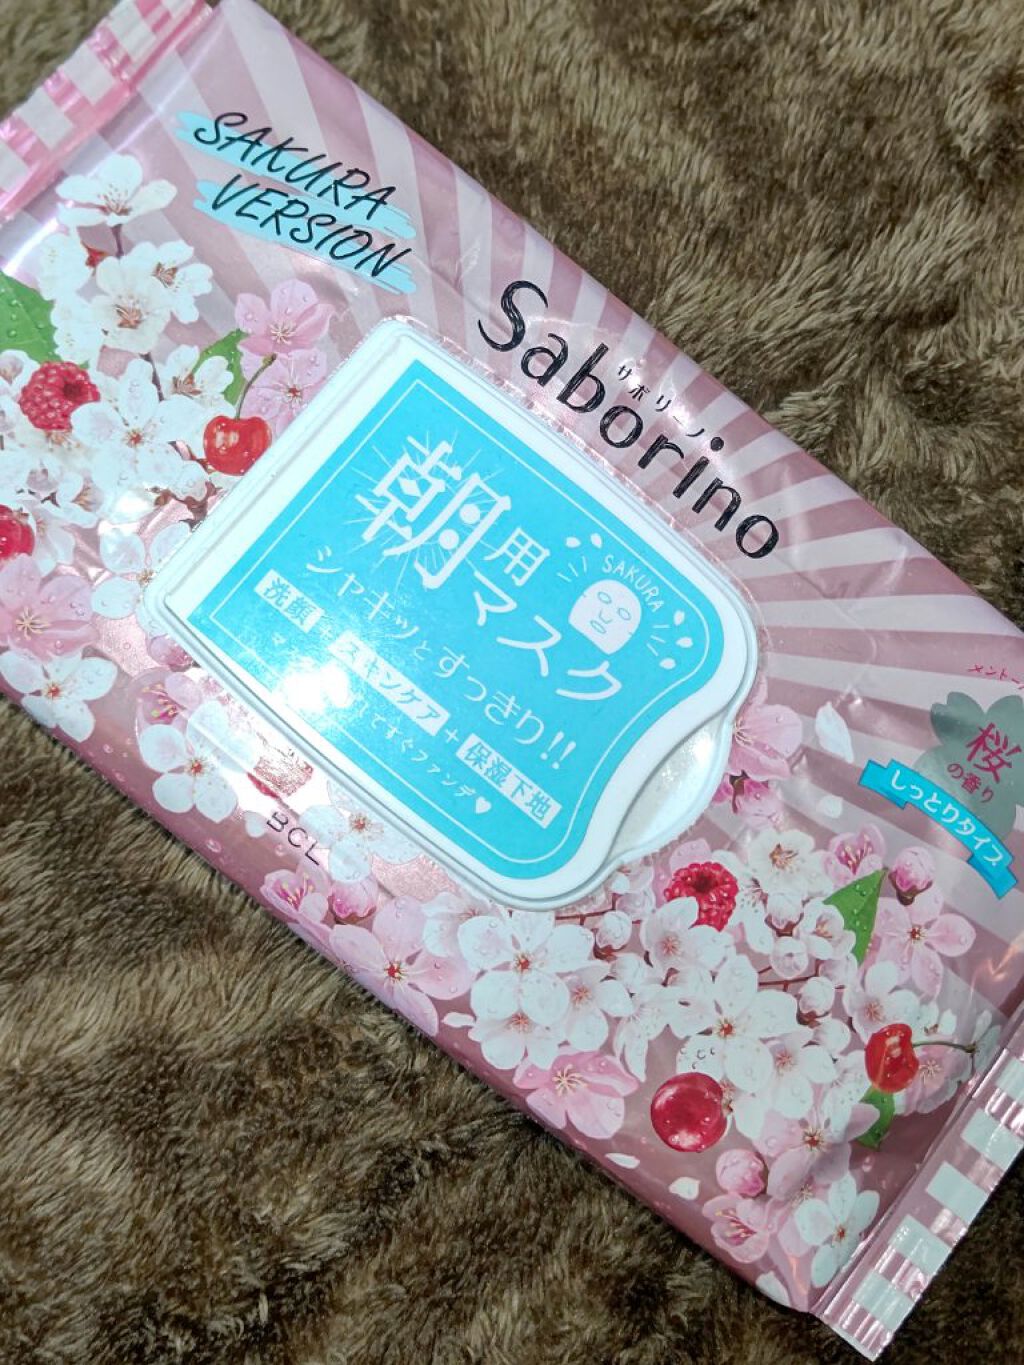 SAKURA
VERSION
Saborino
サボリーノ
朝用マスク
SAKURA
シャキッとすっきり!!
洗顔+スキンケア+保湿下地
てすぐファンデ♥
BCL
桜
の香り
しっとりタイプ